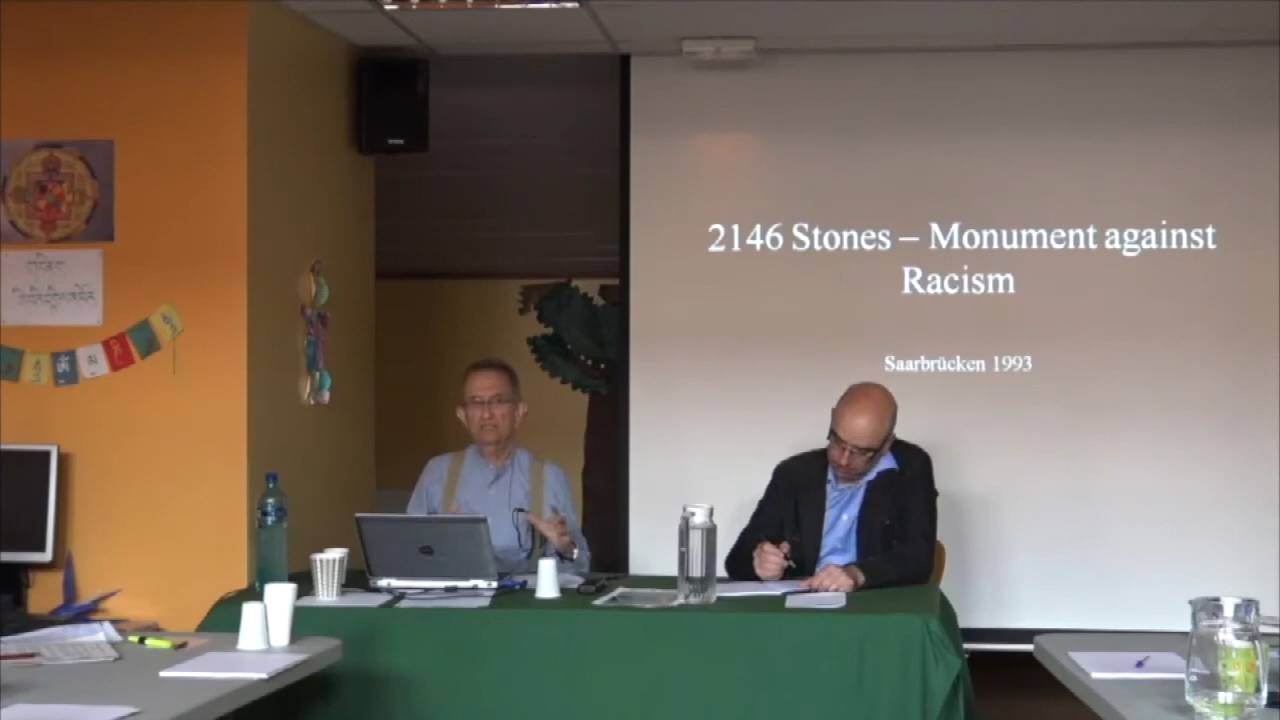 2146 Stones – Monument against
Racism
Saarbrücken 1993